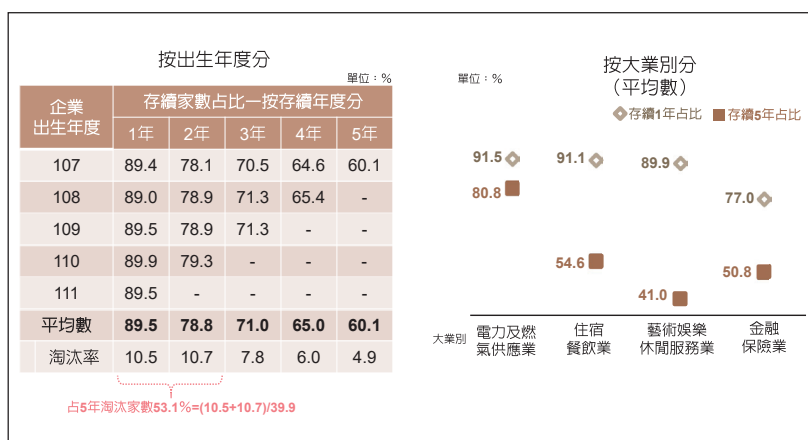 按出生年度分
單位：%
企業
出生年度
存續家數占比—按存續年度分
1年 2年 3年 4年 5年
107 89.4 78.1 70.5 64.6 60.1
108 89.0 78.9 71.3 65.4 -
109 89.5 78.9 71.3 - -
110 89.9 79.3 - - -
111 89.5 - - - -
平均數 89.5 78.8 71.0 65.0 60.1
淘汰率 10.5 10.7 7.8 6.0 4.9
占5年淘汰家數53.1%=(10.5+10.7)/39.9
單位：%
按大業別分
（平均數）
存續1年占比 存續5年占比
91.5 91.1 89.9 77.0
80.8 54.6 41.0 50.8
大業別
電力及燃
氣供應業
住宿
餐飲業
藝術娛樂
休閒服務業
金融
保險業